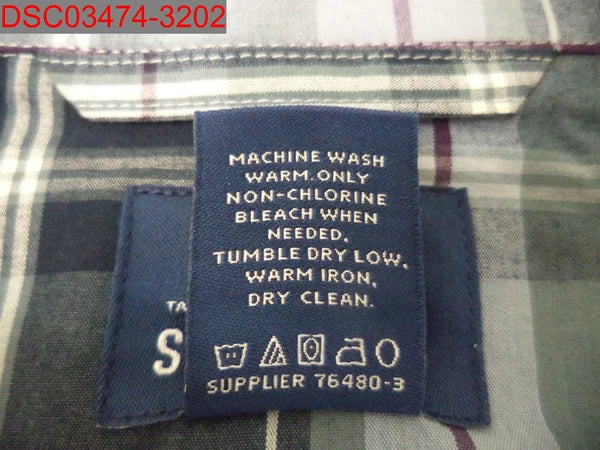 DSC03474-3202
MACHINE WASH
WARM.ONLY
NON-CHLORINE
BLEACH WHEN
NEEDED,
TUMBLE DRY LOW,
WARM IRON,
DRY CLEAN.
TA
S
SUPPLIER 76480-3